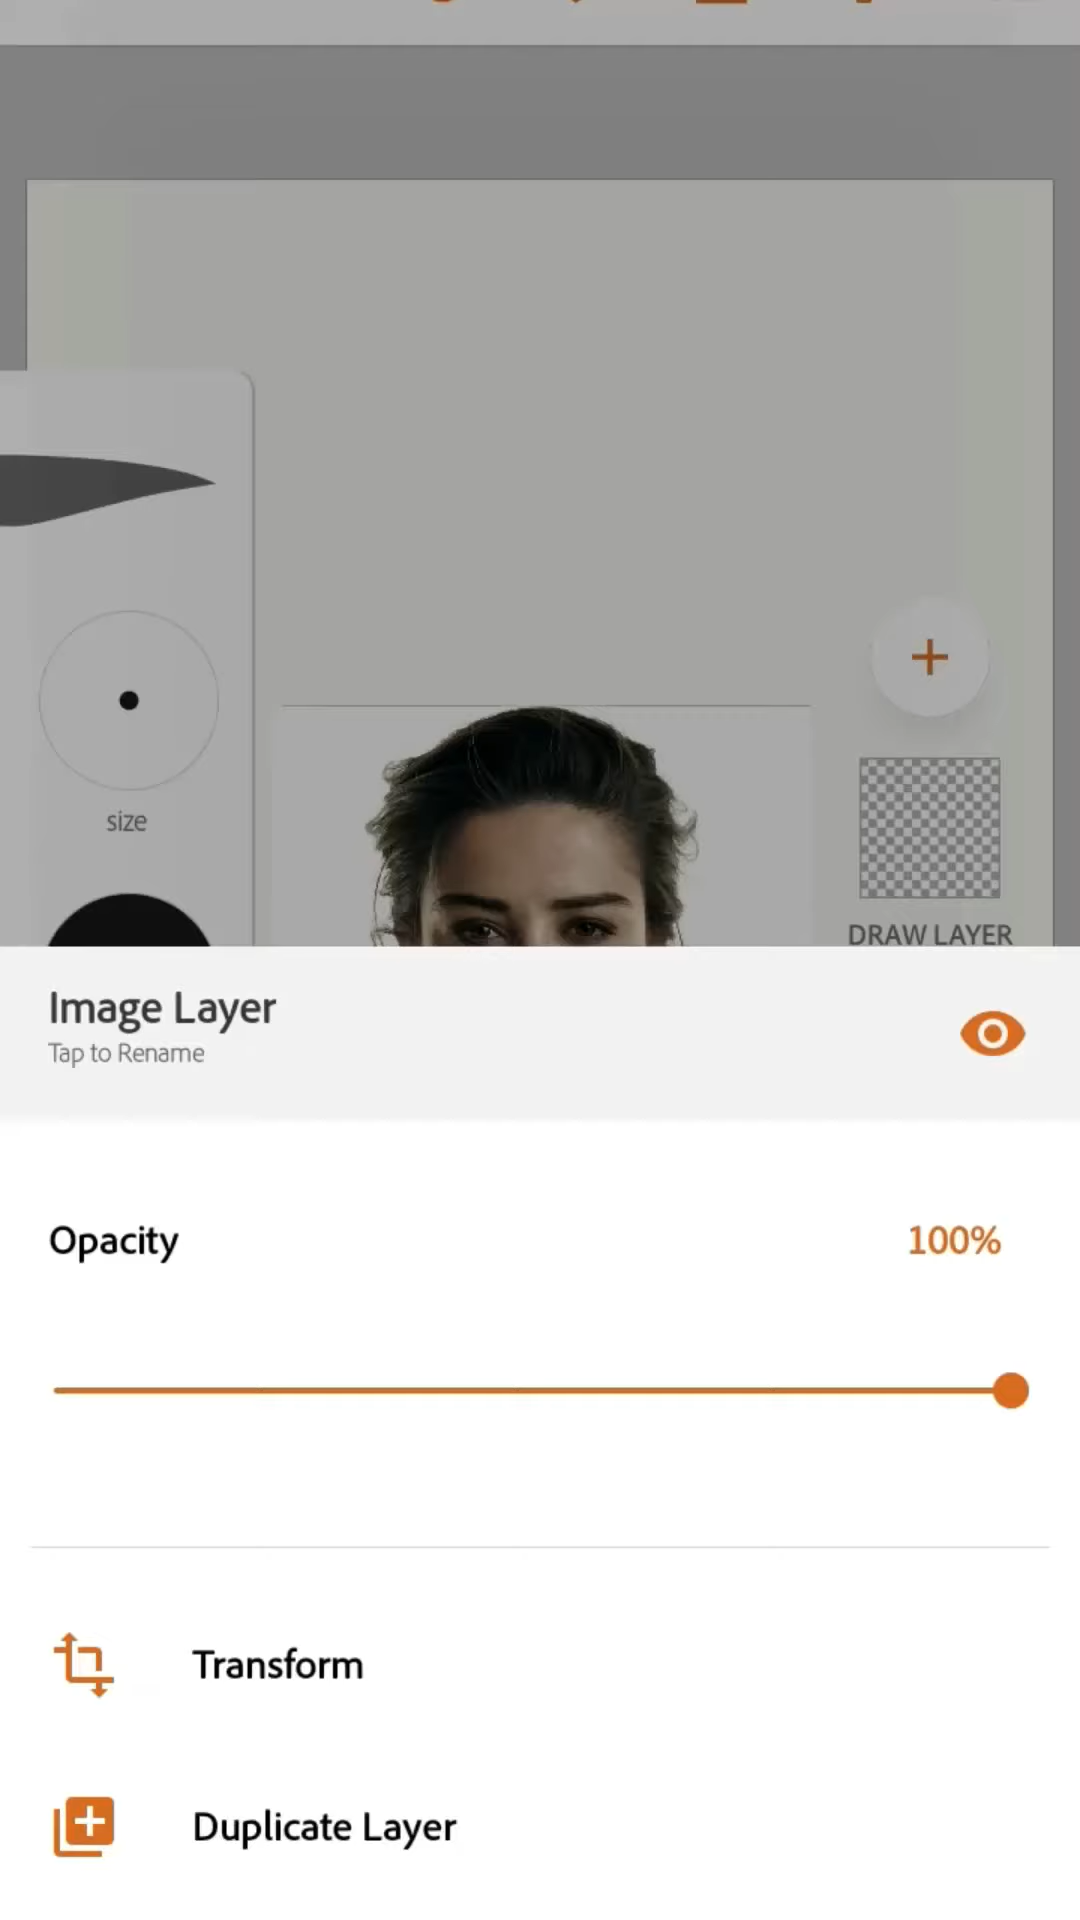 size
DRAW LAYER
Image Layer
Tap to Rename
Opacity
100%
Transform
Duplicate Layer